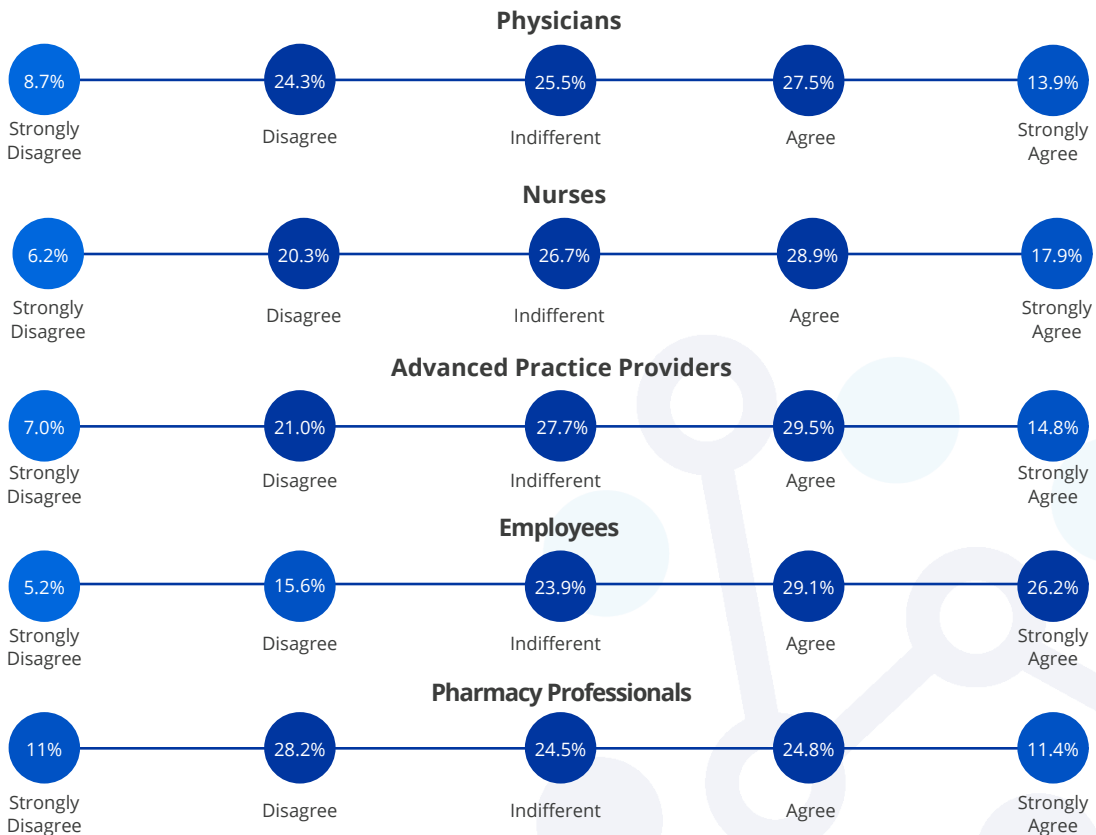 Physicians
8.7% 24.3% 25.5% 27.5% 13.9%
Strongly
Disagree
Disagree
Indifferent
Agree
Strongly
Agree
Nurses
6.2% 20.3% 26.7% 28.9% 17.9%
Strongly
Disagree
Disagree
Indifferent
Agree
Strongly
Agree
Advanced Practice Providers
7.0% 21.0% 27.7% 29.5% 14.8%
Strongly
Disagree
Disagree
Indifferent
Agree
Strongly
Agree
Employees
5.2% 15.6% 23.9% 29.1% 26.2%
Strongly
Disagree
Disagree
Indifferent
Agree
Strongly
Agree
Pharmacy Professionals
11% 28.2% 24.5% 24.8% 11.4%
Strongly
Disagree
Disagree
Indifferent
Agree
Strongly
Agree